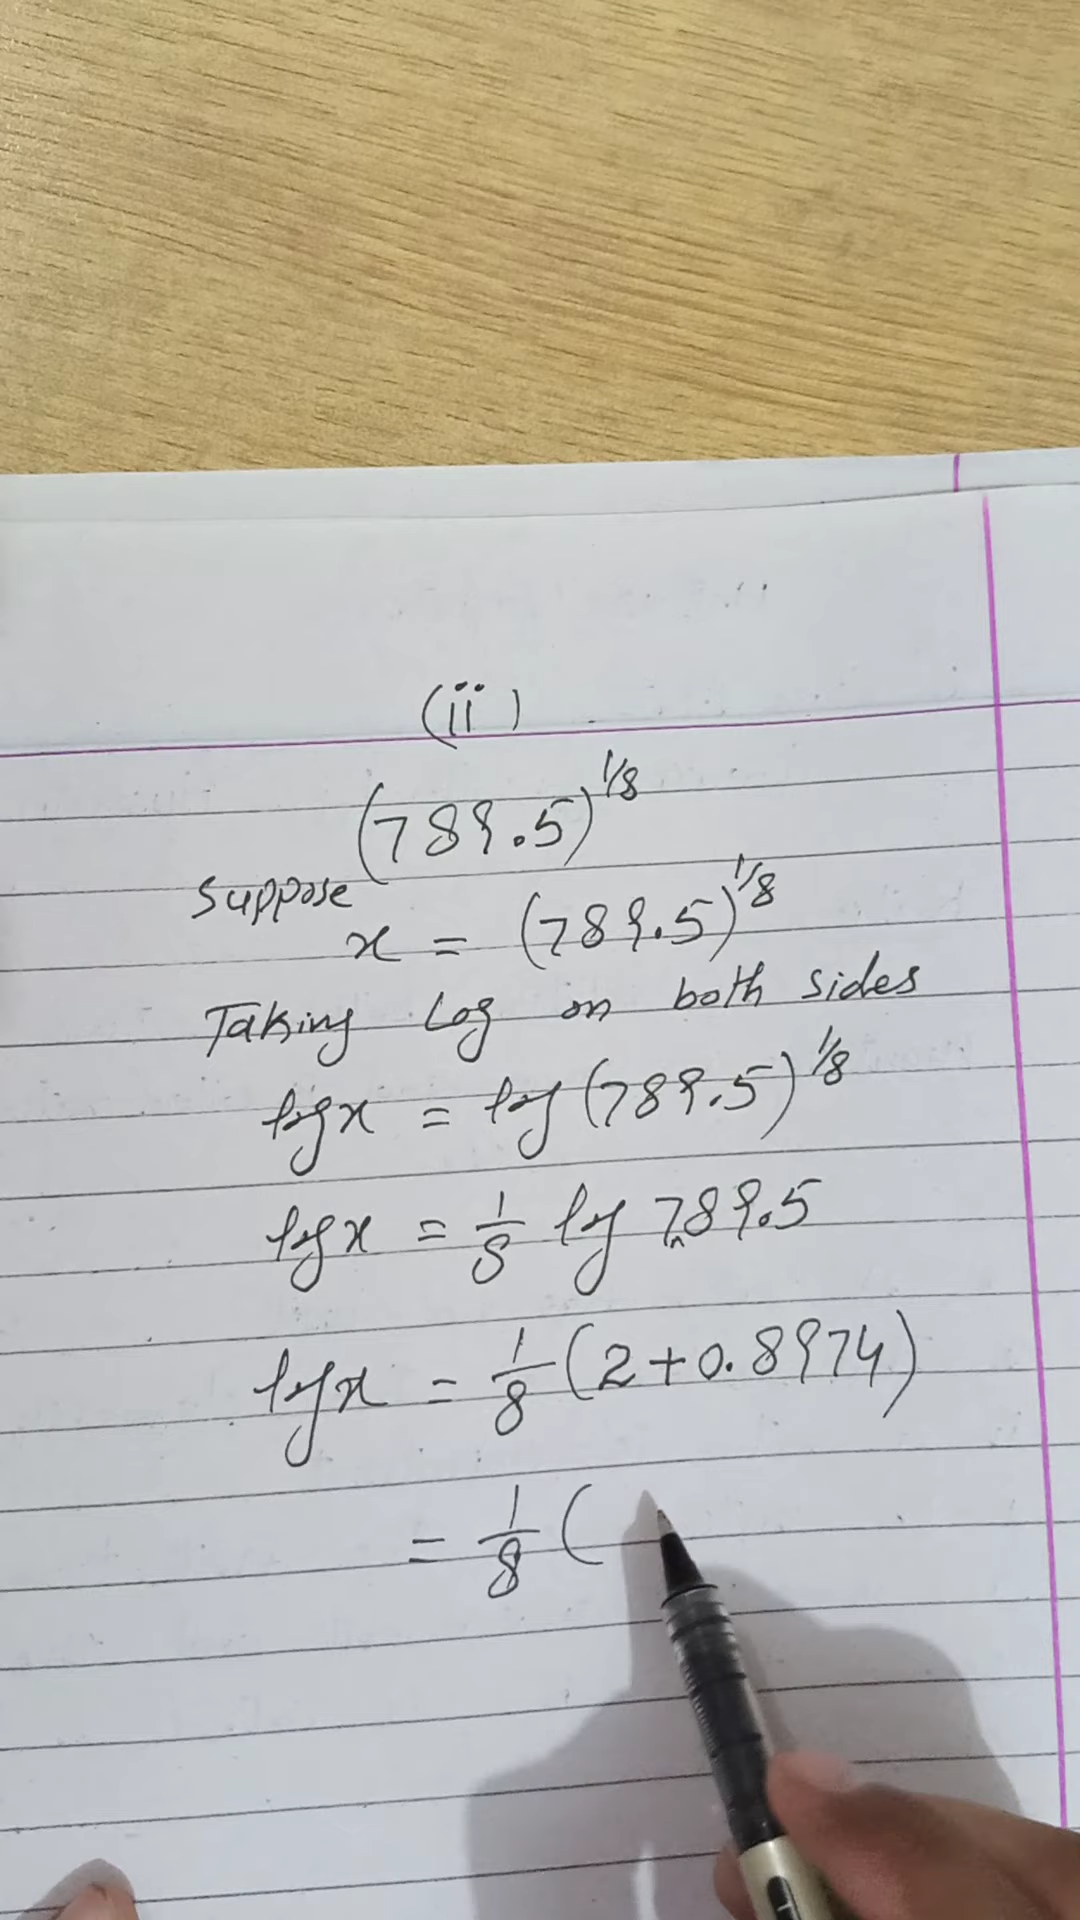 (ii)
(789.5)^1/8
Suppose
x = (789.5)^1/8
Taking Log on both sides
log x = log (789.5)^1/8
log x = 1/8 log 789.5
log x = 1/8 (2+0.8974)
= 1/8 (